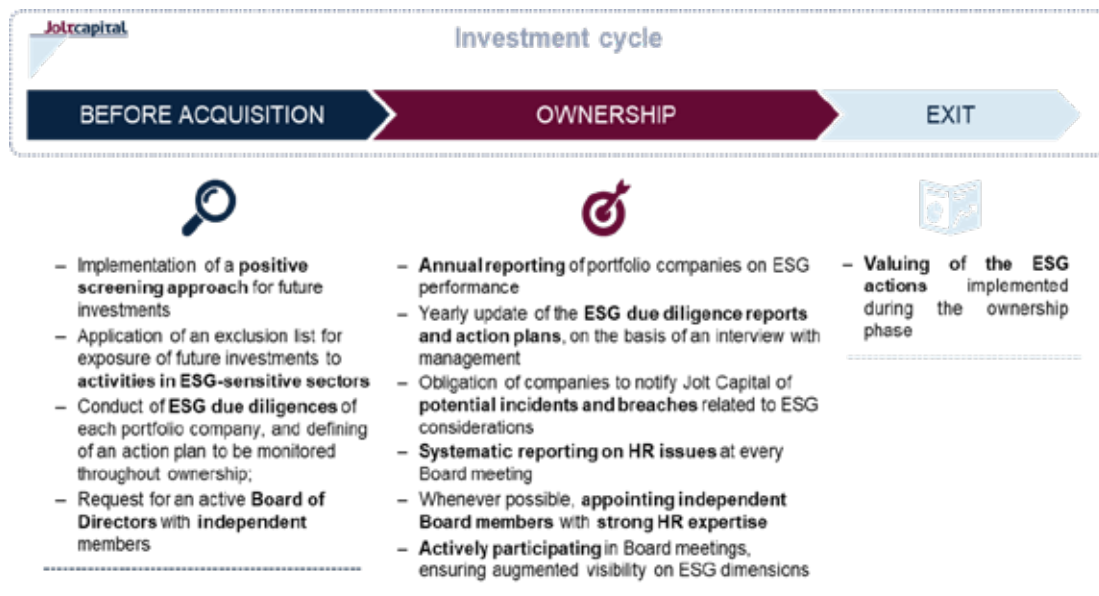 Joltcapital
Investment cycle
BEFORE ACQUISITION
OWNERSHIP
EXIT
– Implementation of a positive
screening approach for future
investments
– Application of an exclusion list for
exposure of future investments to
activities in ESG-sensitive sectors
– Conduct of ESG due diligences of
each portfolio company, and defining
of an action plan to be monitored
throughout ownership;
– Request for an active Board of
Directors with independent
members
– Annual reporting of portfolio companies on ESG
performance
– Yearly update of the ESG due diligence reports
and action plans, on the basis of an interview with
management
– Obligation of companies to notify Jolt Capital of
potential incidents and breaches related to ESG
considerations
– Systematic reporting on HR issues at every
Board meeting
– Whenever possible, appointing independent
Board members with strong HR expertise
– Actively participating in Board meetings,
ensuring augmented visibility on ESG dimensions
– Valuing of the ESG
actions implemented
during the ownership
phase